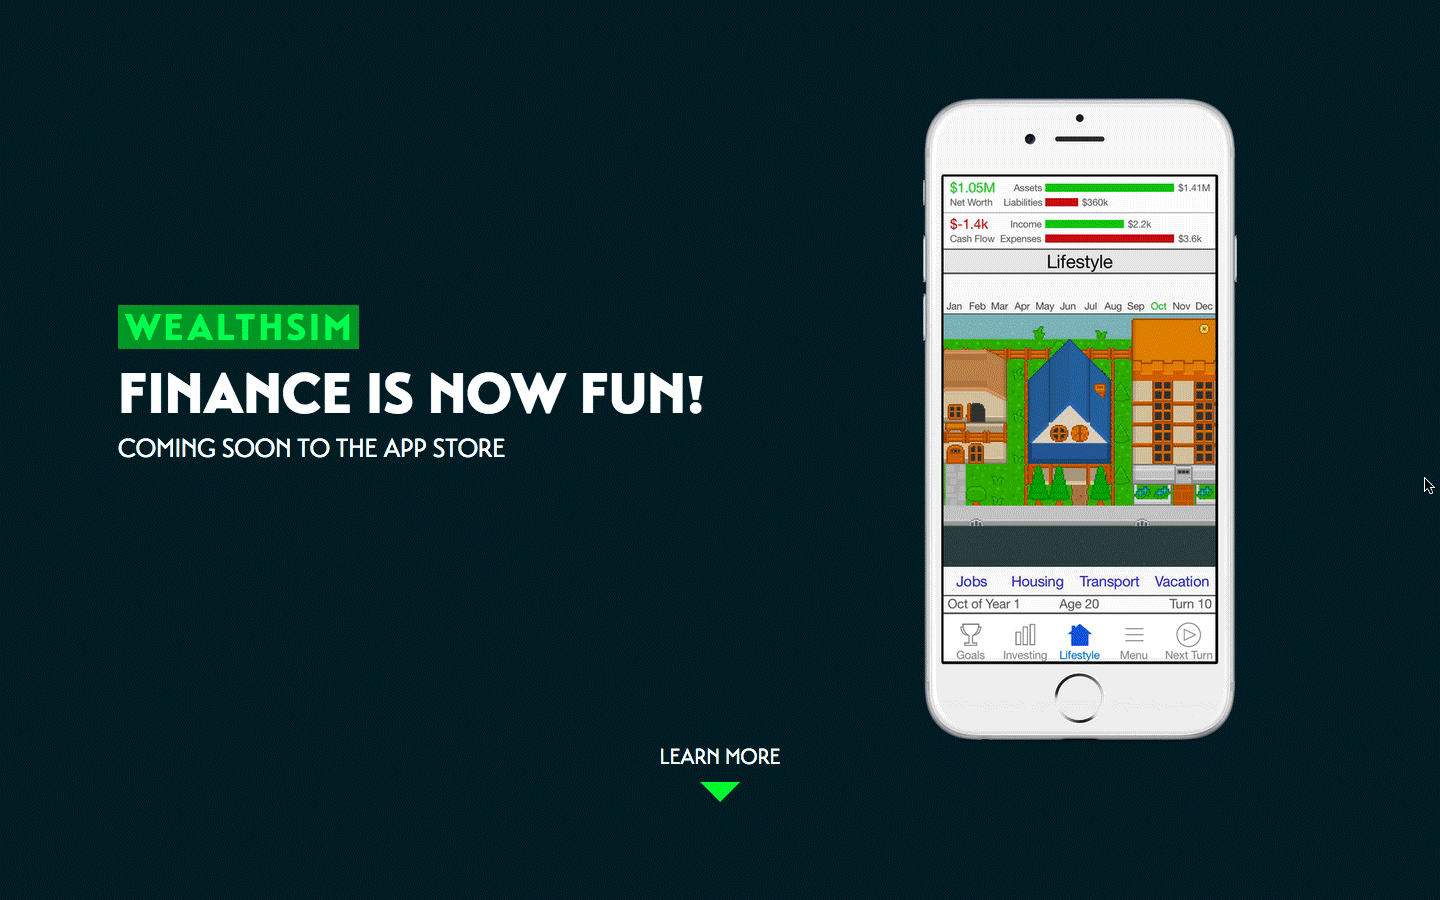 WEALTHSIM
FINANCE IS NOW FUN!
COMING SOON TO THE APP STORE
LEARN MORE
$1.05M Assets $1.41M
Net Worth Liabilities $360k
$-1.4k Income $2.2k
Cash Flow Expenses $3.6k
Lifestyle
Jan Feb Mar Apr May Jun Jul Aug Sep Oct Nov Dec
Jobs Housing Transport Vacation
Oct of Year 1 Age 20 Turn 10
Goals Investing Lifestyle Menu Next Turn